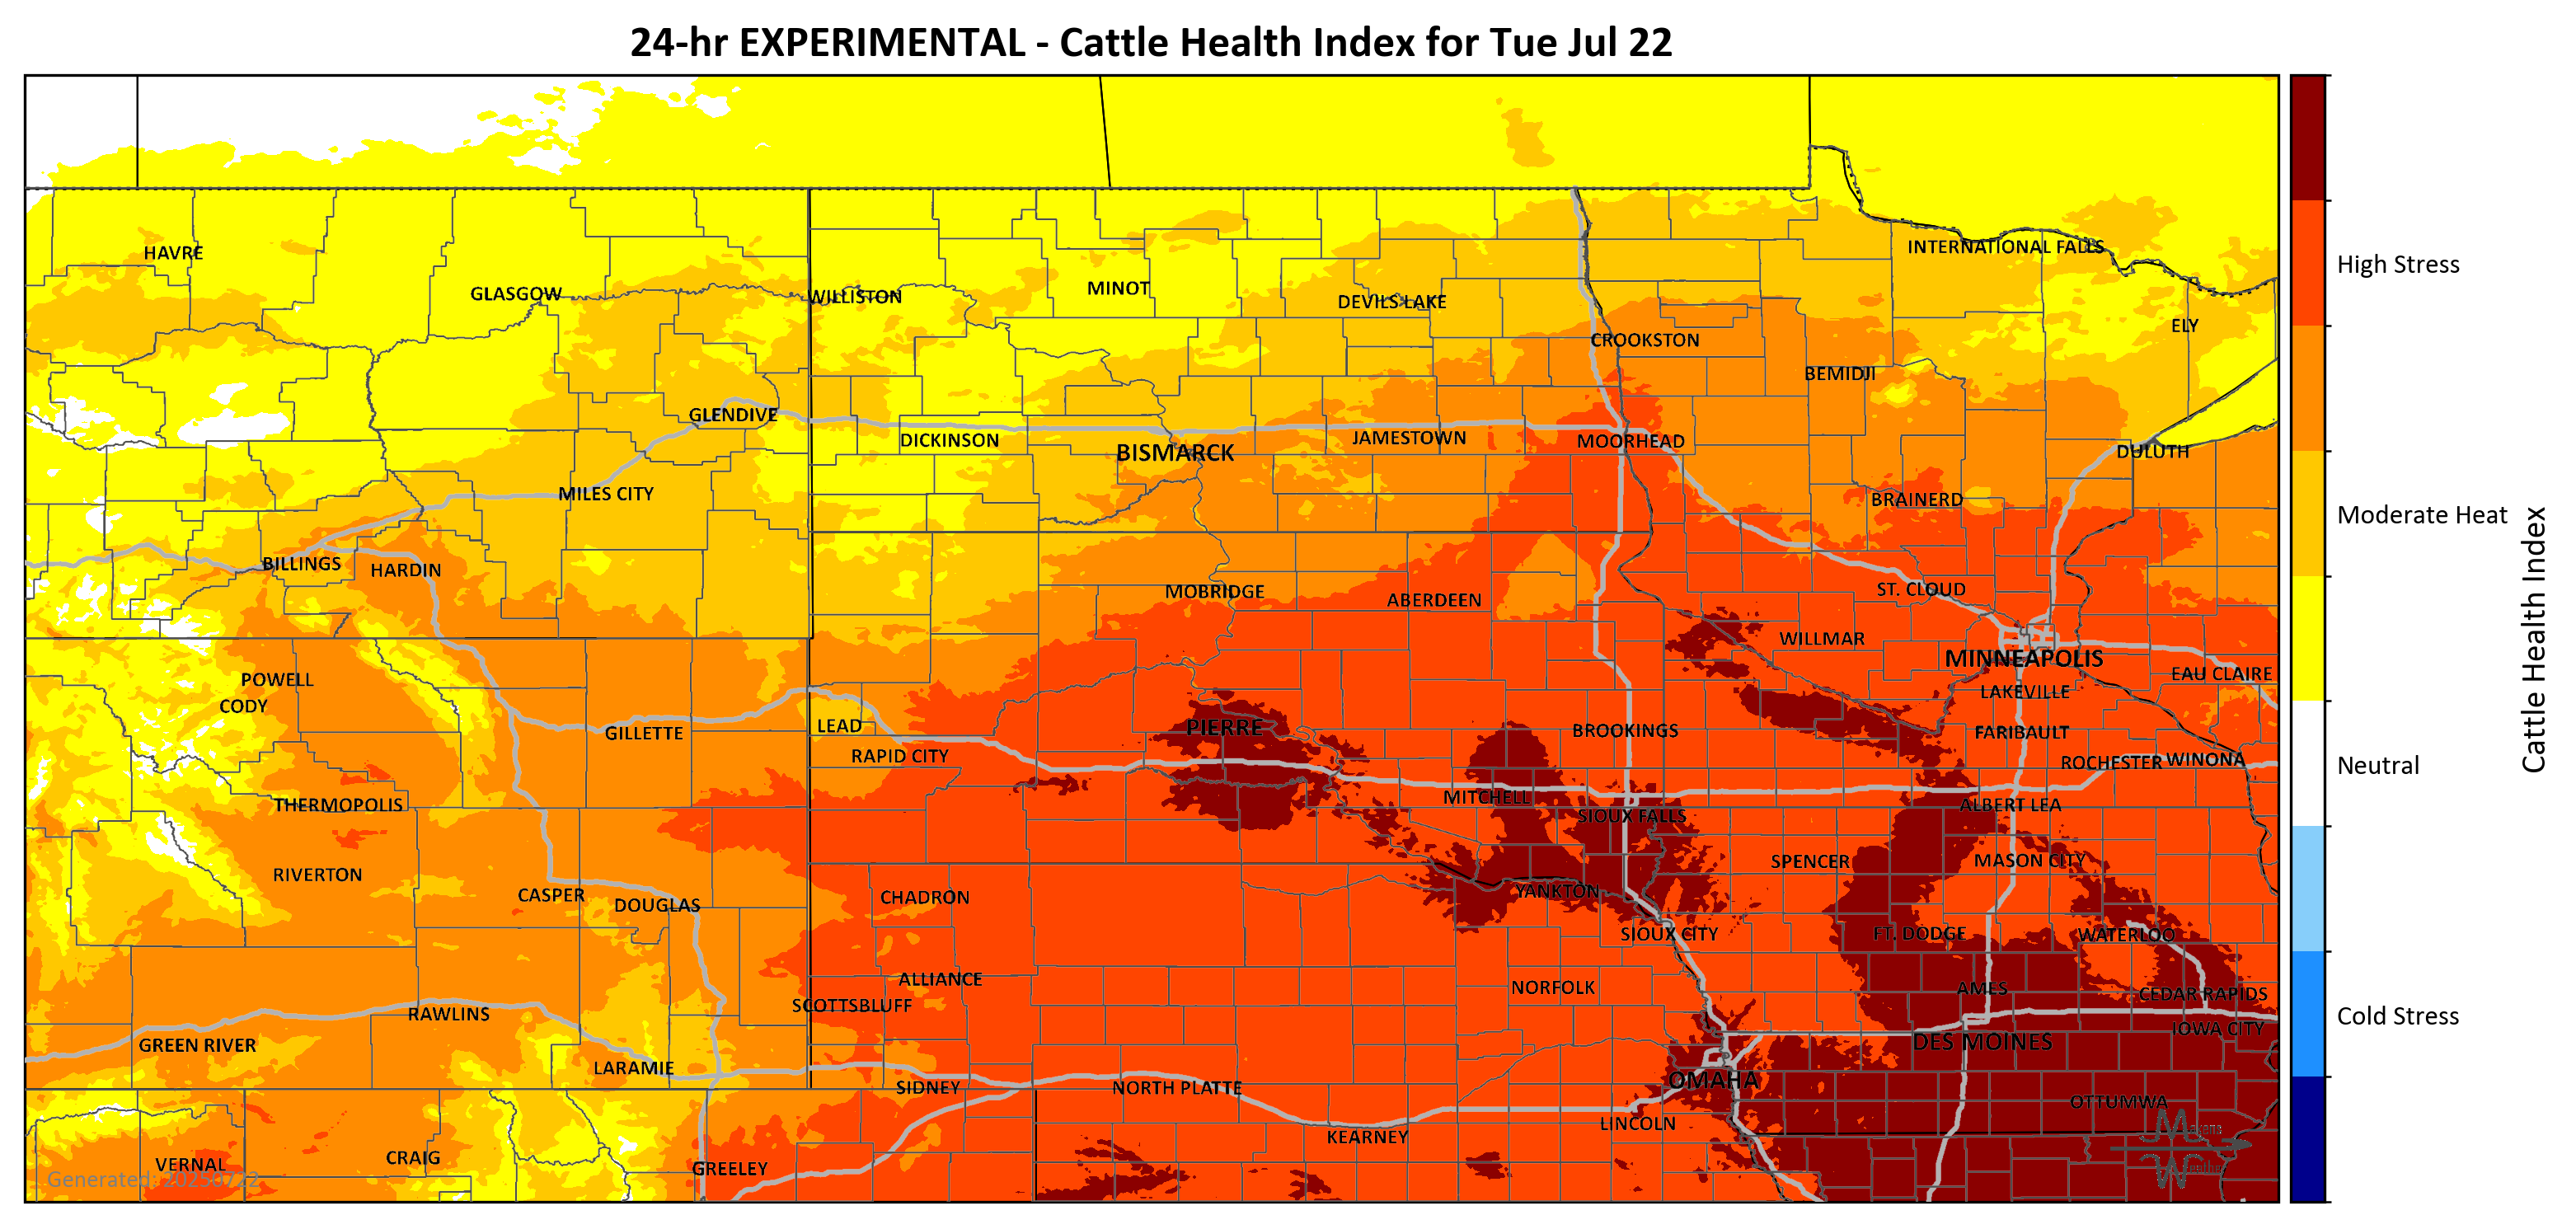 24-hr EXPERIMENTAL - Cattle Health Index for Tue Jul 22
HAVRE
GLASGOW
WILLISTON
MINOT
DEVILS LAKE
CROOKSTON
INTERNATIONAL FALLS
ELY
BEMIDJI
GLENDIVE
DICKINSON
BISMARCK
JAMESTOWN
MOORHEAD
DULUTH
MILES CITY
BRAINERD
BILLINGS
HARDIN
MOBRIDGE
ABERDEEN
ST. CLOUD
WILLMAR
MINNEAPOLIS
EAU CLAIRE
POWELL
CODY
LAKEVILLE
GILLETTE
LEAD
PIERRE
BROOKINGS
FARIBAULT
RAPID CITY
ROCHESTER
WINONA
THERMOPOLIS
MITCHELL
SIOUX FALLS
ALBERT LEA
RIVERTON
SPENCER
MASON CITY
CASPER
DOUGLAS
CHADRON
YANKTON
SIOUX CITY
FT. DODGE
WATERLOO
ALLIANCE
NORFOLK
AMES
CEDAR RAPIDS
SCOTTSBLUFF
RAWLINS
IOWA CITY
GREEN RIVER
DES MOINES
LARAMIE
SIDNEY
NORTH PLATTE
OMAHA
OTTUMWA
LINCOLN
KEARNEY
VERNAL
CRAIG
GREELEY
Generated: 20250722
High Stress
Moderate Heat
Neutral
Cold Stress
Cattle Health Index